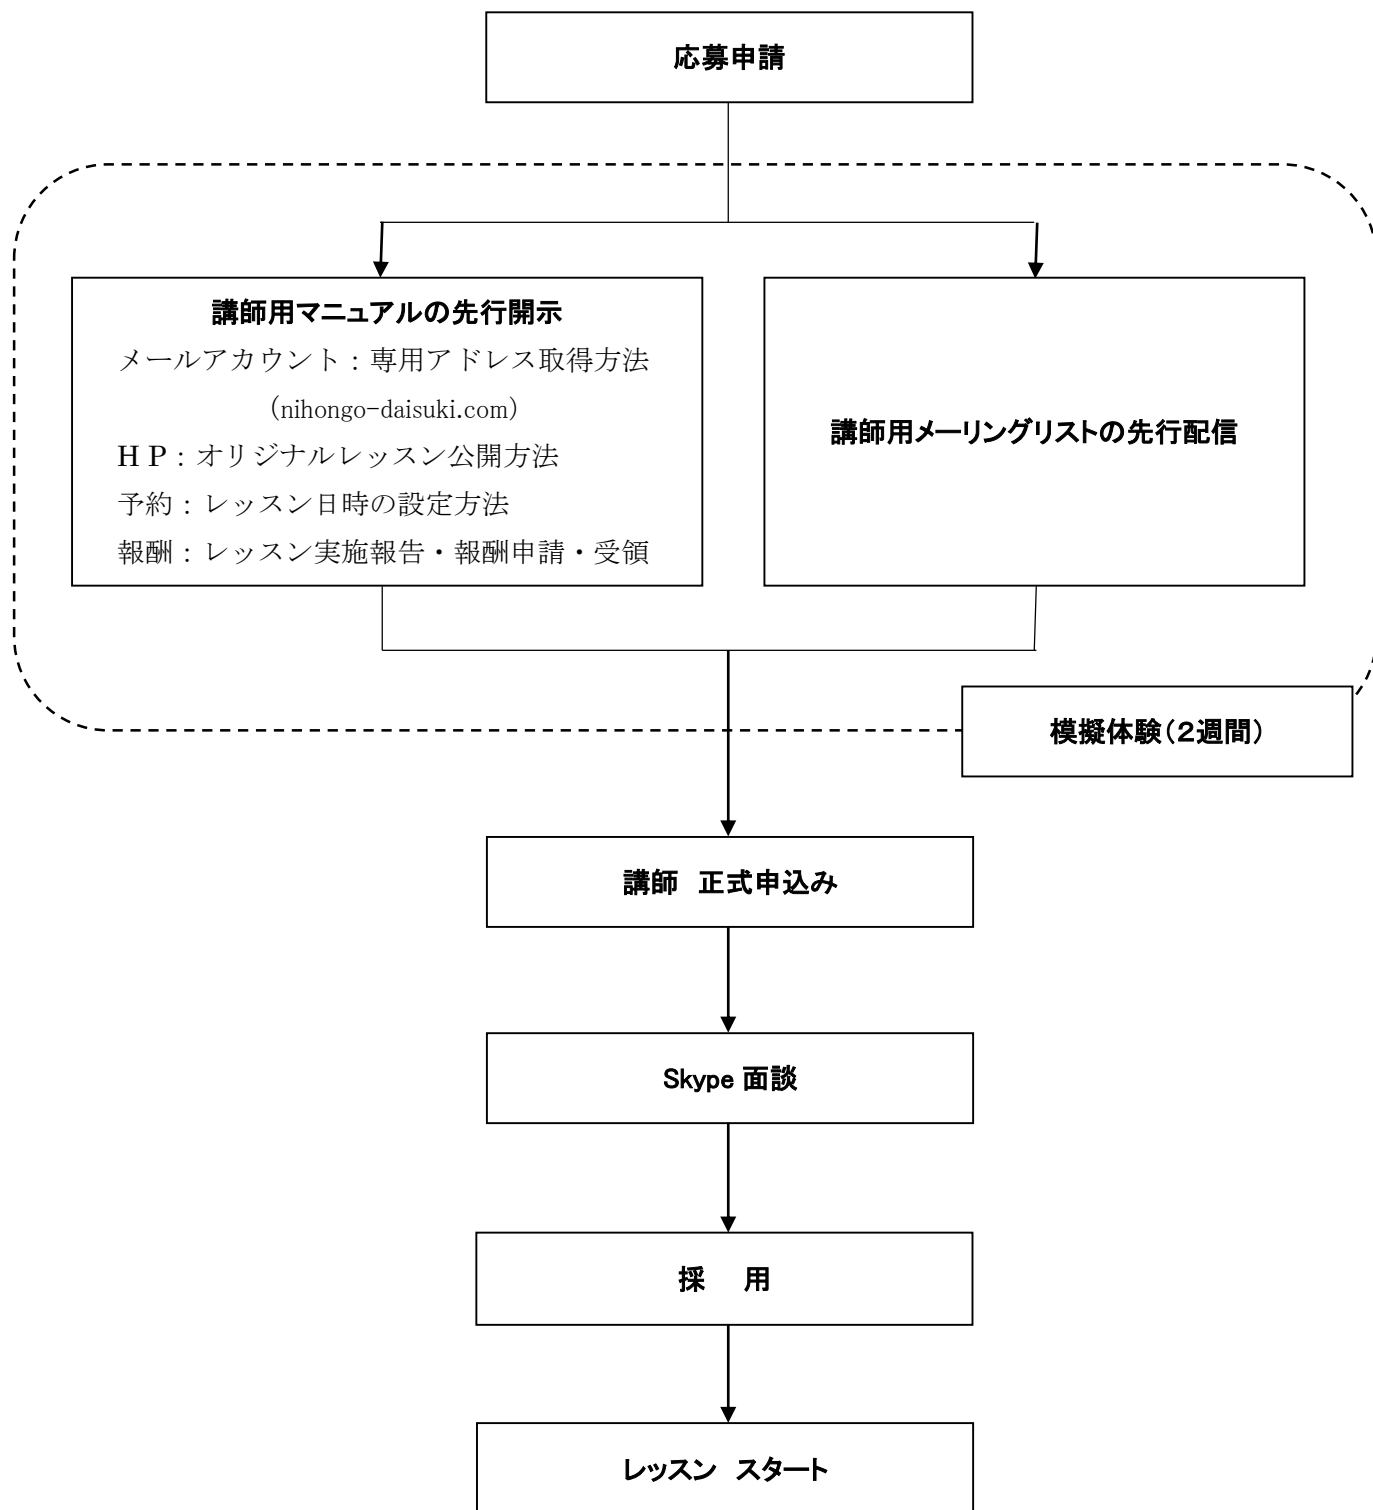 応募申請
講師用マニュアルの先行開示
メールアカウント：専用アドレス取得方法
（nihongo-daisuki.com）
ＨＰ：オリジナルレッスン公開方法
予約：レッスン日時の設定方法
報酬：レッスン実施報告・報酬申請・受領
講師用メーリングリストの先行配信
模擬体験（２週間）
講師　正式申込み
Skype 面談
採　用
レッスン　スタート